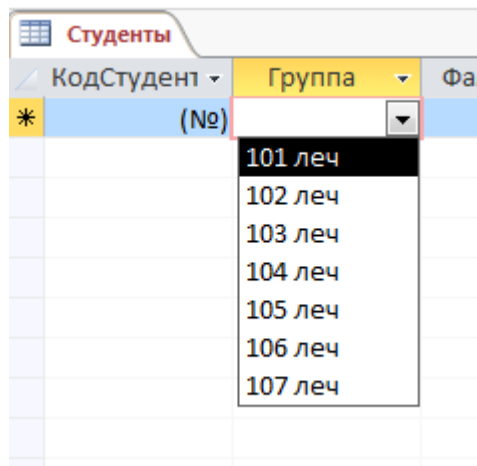 Студенты
КодСтудент Группа Фа
(№)
101 леч
102 леч
103 леч
104 леч
105 леч
106 леч
107 леч